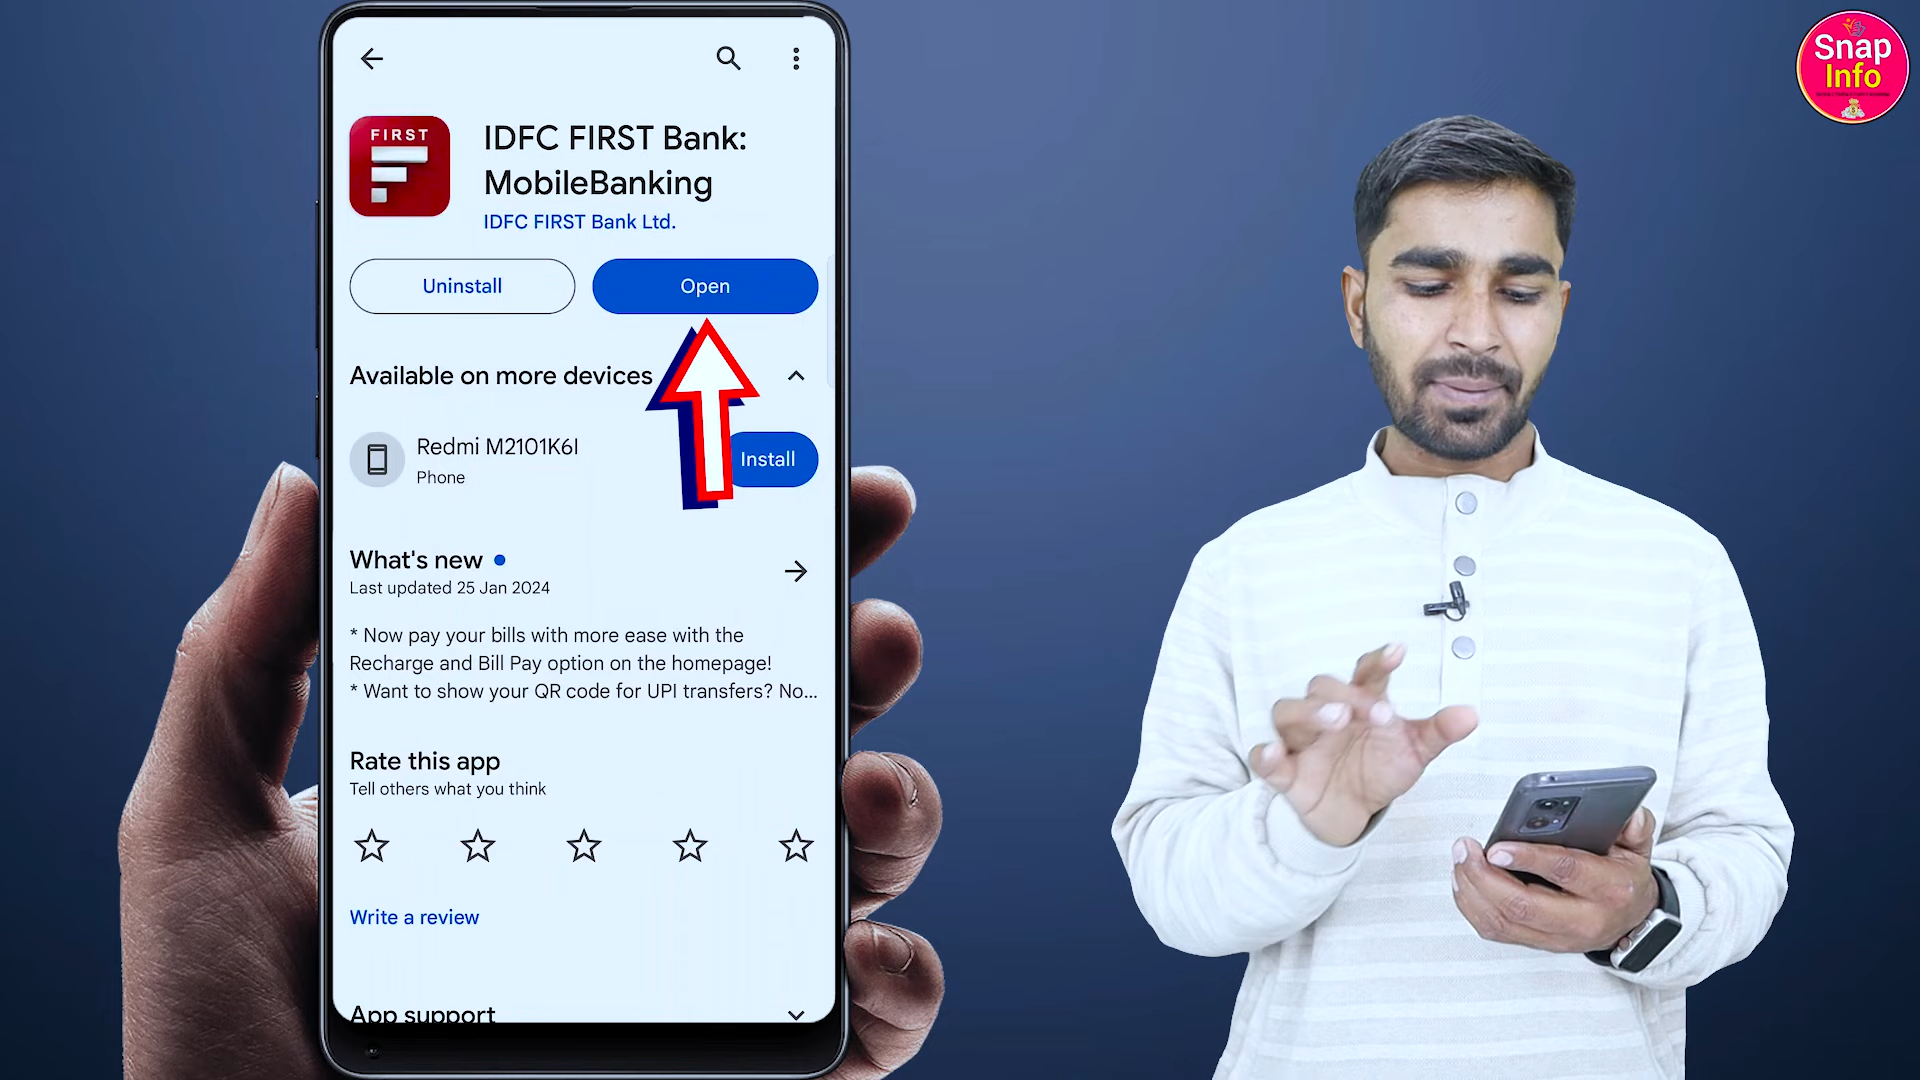 FIRST
IDFC FIRST Bank:
MobileBanking
IDFC FIRST Bank Ltd.
Uninstall
Open
Available on more devices
Redmi M2101K6I
Phone
Install
What's new
Last updated 25 Jan 2024
* Now pay your bills with more ease with the
Recharge and Bill Pay option on the homepage!
* Want to show your QR code for UPI transfers? No...
Rate this app
Tell others what you think
Write a review
App support
Snap
Info